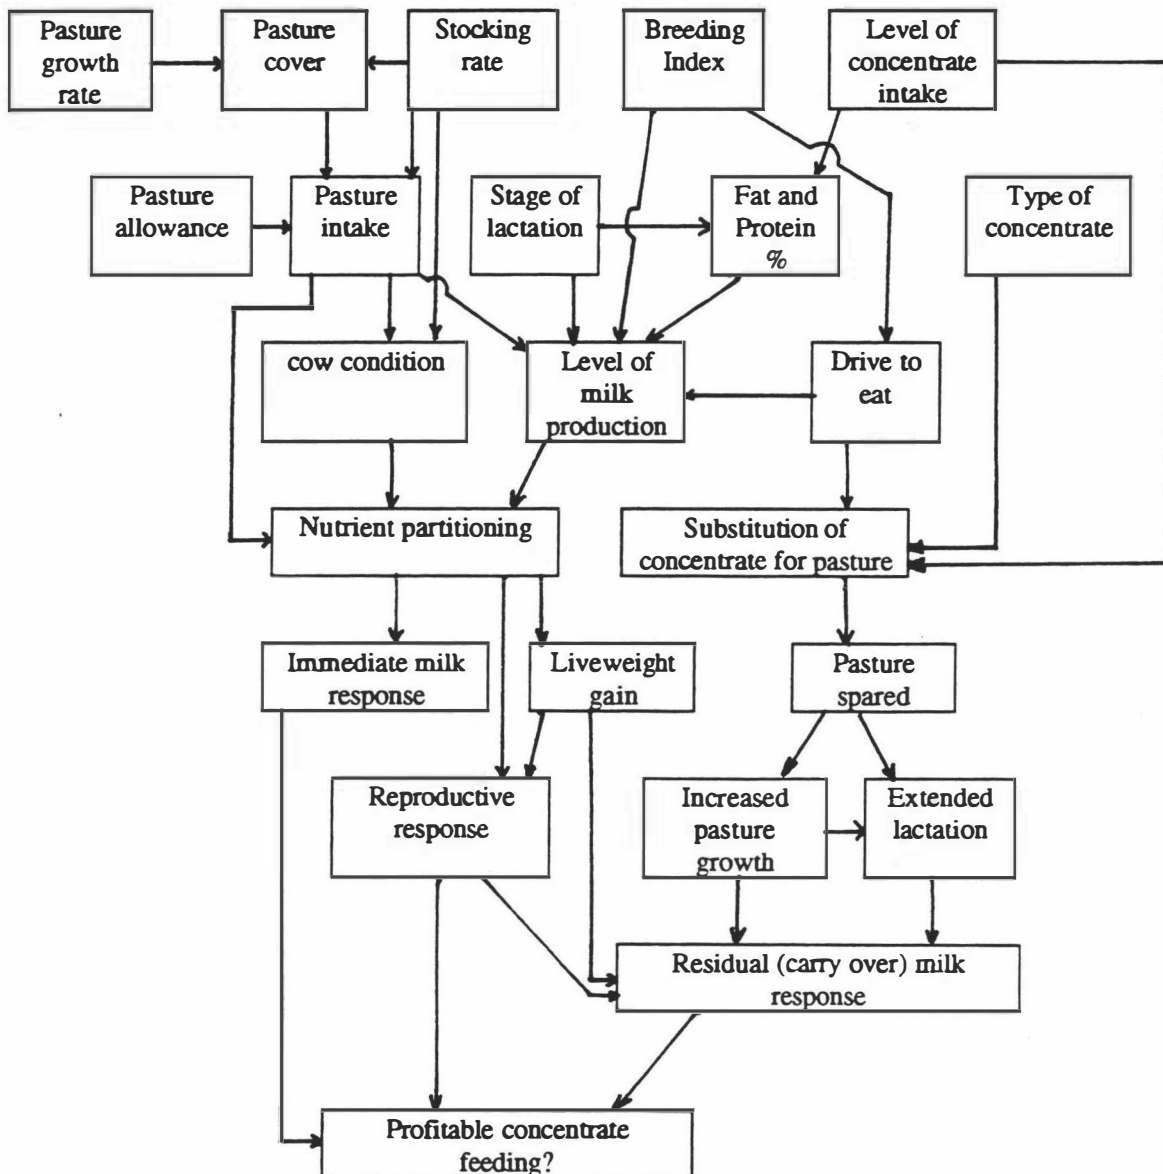 Pasture
growth
rate
Pasture
cover
Stocking
rate
Breeding
Index
Level of
concentrate
intake
Pasture
allowance
Pasture
intake
Stage of
lactation
Fat and
Protein
%
Type of
concentrate
cow condition
Level of
milk
production
Drive to
eat
Nutrient partitioning
Substitution of
concentrate for pasture
Immediate milk
response
Liveweight
gain
Pasture
spared
Reproductive
response
Increased
pasture
growth
Extended
lactation
Residual (carry over) milk
response
Profitable concentrate
feeding?